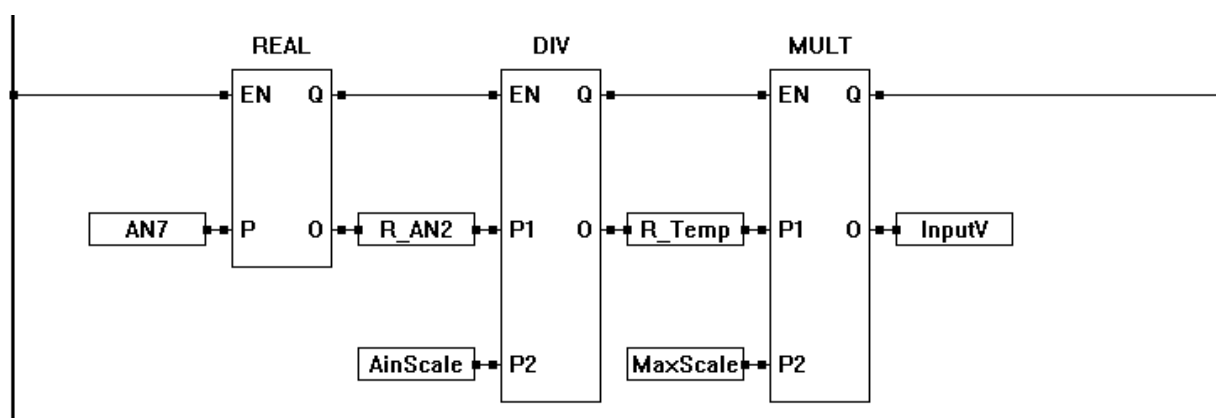 REAL DIV MULT
EN Q EN Q EN Q
AN7 P O R_AN2 P1 O R_Temp P1 O InputV
AinScale P2 MaxScale P2